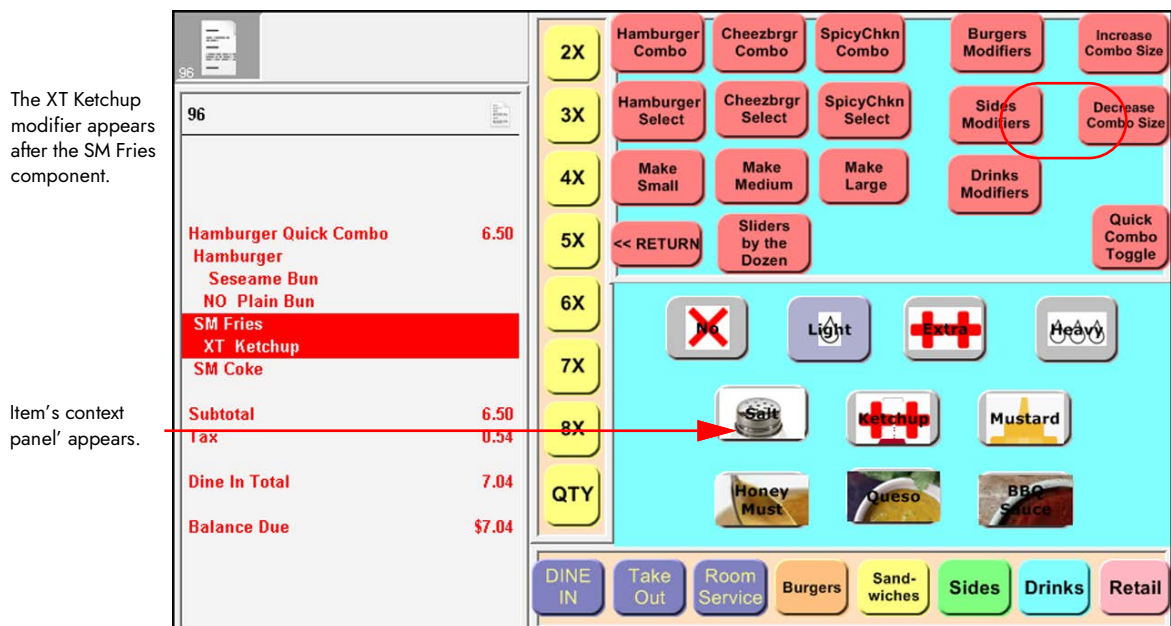 The XT Ketchup
modifier appears
after the SM Fries
component.
Item's context
panel' appears.
96
96
Hamburger Quick Combo 6.50
Hamburger
Seseame Bun
NO Plain Bun
SM Fries
XT Ketchup
SM Coke
Subtotal 6.50
Tax 0.54
Dine In Total 7.04
Balance Due $7.04
2X
3X
4X
5X
6X
7X
8X
QTY
Hamburger
Combo
Cheezbrgr
Combo
SpicyChkn
Combo
Burgers
Modifiers
Increase
Combo Size
Hamburger
Select
Cheezbrgr
Select
SpicyChkn
Select
Sides
Modifiers
Decrease
Combo Size
Make
Small
Make
Medium
Make
Large
Drinks
Modifiers
<< RETURN
Sliders
by the
Dozen
Quick
Combo
Toggle
No
Light
Extra
Heavy
Salt
Ketchup
Mustard
Honey
Must
Queso
BBQ
Sauce
DINE
IN
Take
Out
Room
Service
Burgers
Sand-
wiches
Sides
Drinks
Retail